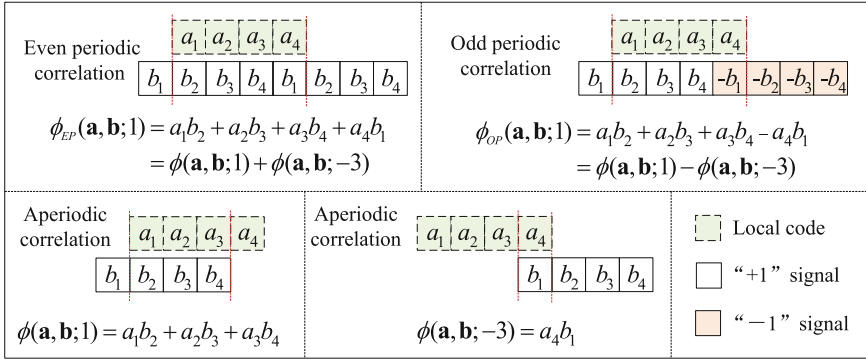 Even periodic
correlation
a₁ a₂ a₃ a₄
b₁ b₂ b₃ b₄ b₁ b₂ b₃ b₄
ϕ_EP(𝐚,𝐛;1) = a₁b₂ + a₂b₃ + a₃b₄ + a₄b₁
= ϕ(𝐚,𝐛;1) + ϕ(𝐚,𝐛;−3)
Odd periodic
correlation
a₁ a₂ a₃ a₄
b₁ b₂ b₃ b₄ -b₁ -b₂ -b₃ -b₄
ϕ_OP(𝐚,𝐛;1) = a₁b₂ + a₂b₃ + a₃b₄ − a₄b₁
= ϕ(𝐚,𝐛;1) − ϕ(𝐚,𝐛;−3)
Aperiodic
correlation
a₁ a₂ a₃ a₄
b₁ b₂ b₃ b₄
ϕ(𝐚,𝐛;1) = a₁b₂ + a₂b₃ + a₃b₄
Aperiodic
correlation
a₁ a₂ a₃ a₄
b₁ b₂ b₃ b₄
ϕ(𝐚,𝐛;−3) = a₄b₁
Local code
“+1” signal
“−1” signal